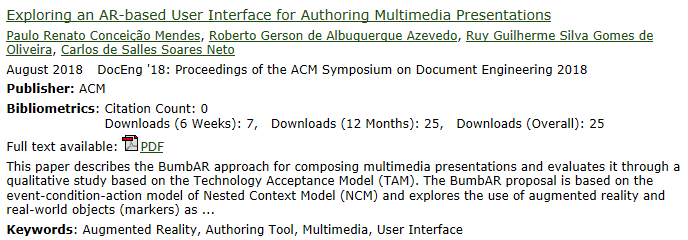 Exploring an AR-based User Interface for Authoring Multimedia Presentations
Paulo Renato Conceição Mendes, Roberto Gerson de Albuquerque Azevedo, Ruy Guilherme Silva Gomes de
Oliveira, Carlos de Salles Soares Neto
August 2018   DocEng '18: Proceedings of the ACM Symposium on Document Engineering 2018
Publisher: ACM
Bibliometrics: Citation Count: 0
Downloads (6 Weeks): 7,   Downloads (12 Months): 25,   Downloads (Overall): 25
Full text available: PDF
This paper describes the BumbAR approach for composing multimedia presentations and evaluates it through a
qualitative study based on the Technology Acceptance Model (TAM). The BumbAR proposal is based on the
event-condition-action model of Nested Context Model (NCM) and explores the use of augmented reality and
real-world objects (markers) as ...
Keywords: Augmented Reality, Authoring Tool, Multimedia, User Interface